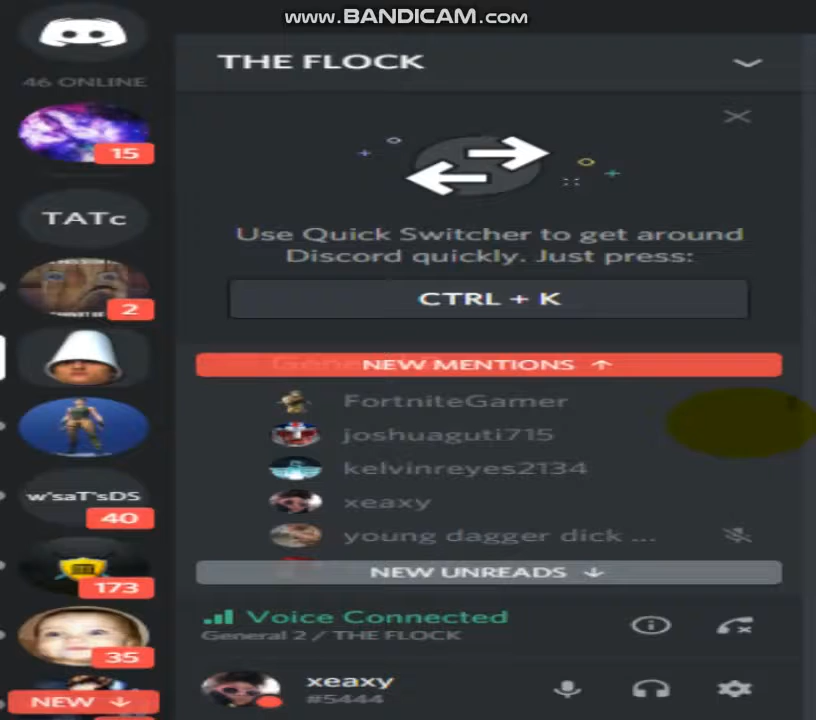 www.BANDICAM.com
46 ONLINE
THE FLOCK
15
TATc
2
Use Quick Switcher to get around
Discord quickly. Just press:
CTRL + K
NEW MENTIONS ↑
FortniteGamer
joshuaguti715
kelvinreyes2134
xeaxy
young dagger dick ...
w'saT'sDS
40
173
35
NEW UNREADS ↓
Voice Connected
General 2 / THE FLOCK
xeaxy
#5444
NEW ↓